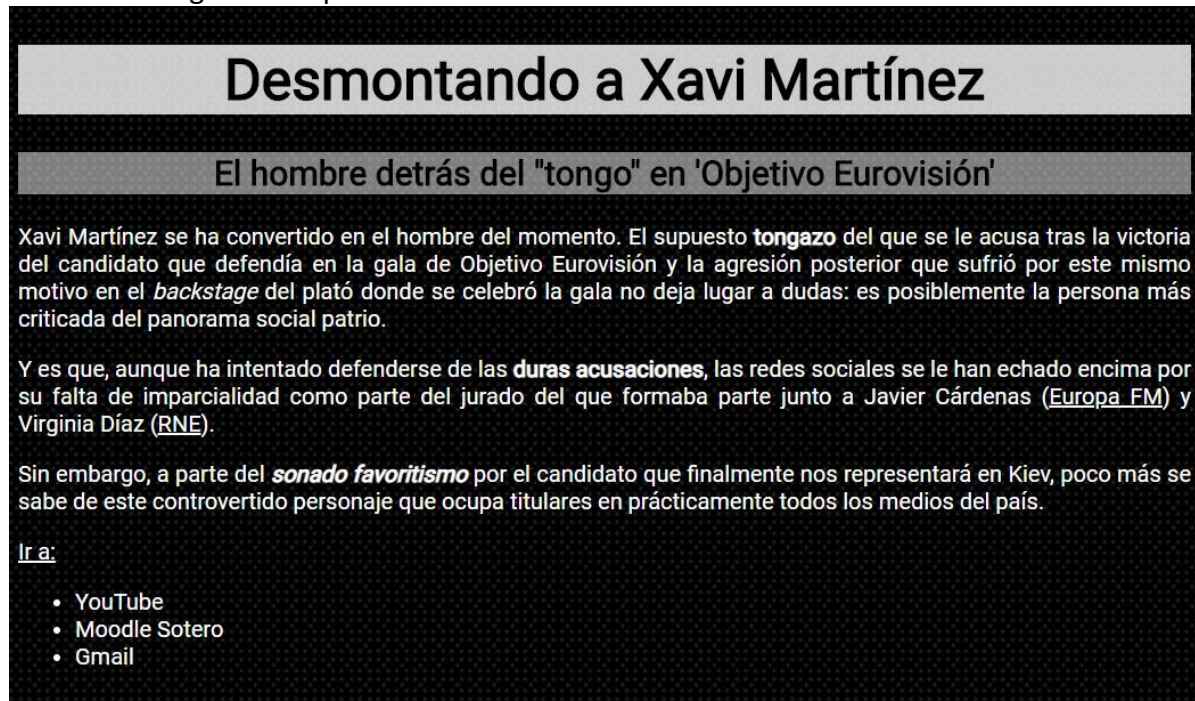 Desmontando a Xavi Martínez
El hombre detrás del "tongo" en 'Objetivo Eurovisión'
Xavi Martínez se ha convertido en el hombre del momento. El supuesto tongazo del que se le acusa tras la victoria
del candidato que defendía en la gala de Objetivo Eurovisión y la agresión posterior que sufrió por este mismo
motivo en el backstage del plató donde se celebró la gala no deja lugar a dudas: es posiblemente la persona más
criticada del panorama social patrio.
Y es que, aunque ha intentado defenderse de las duras acusaciones, las redes sociales se le han echado encima por
su falta de imparcialidad como parte del jurado del que formaba parte junto a Javier Cárdenas (Europa FM) y
Virginia Díaz (RNE).
Sin embargo, a parte del sonado favoritismo por el candidato que finalmente nos representará en Kiev, poco más se
sabe de este controvertido personaje que ocupa titulares en prácticamente todos los medios del país.
Ir a:
• YouTube
• Moodle Sotero
• Gmail